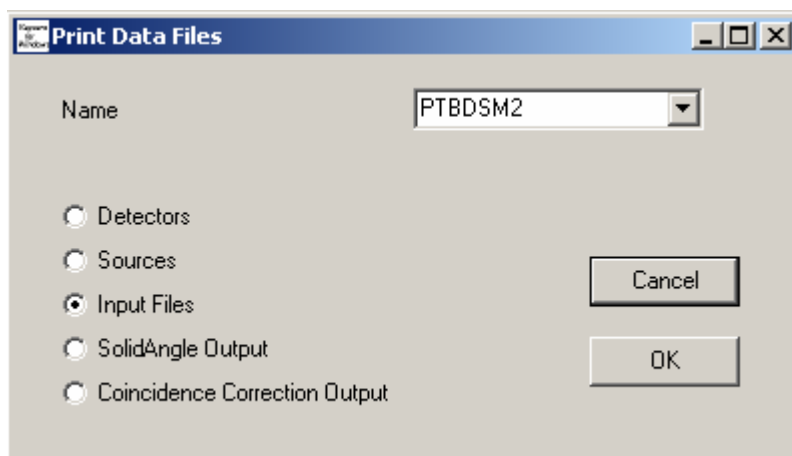 Print Data Files
Name
PTBDSM2
Detectors
Sources
Input Files
SolidAngle Output
Coincidence Correction Output
Cancel
OK